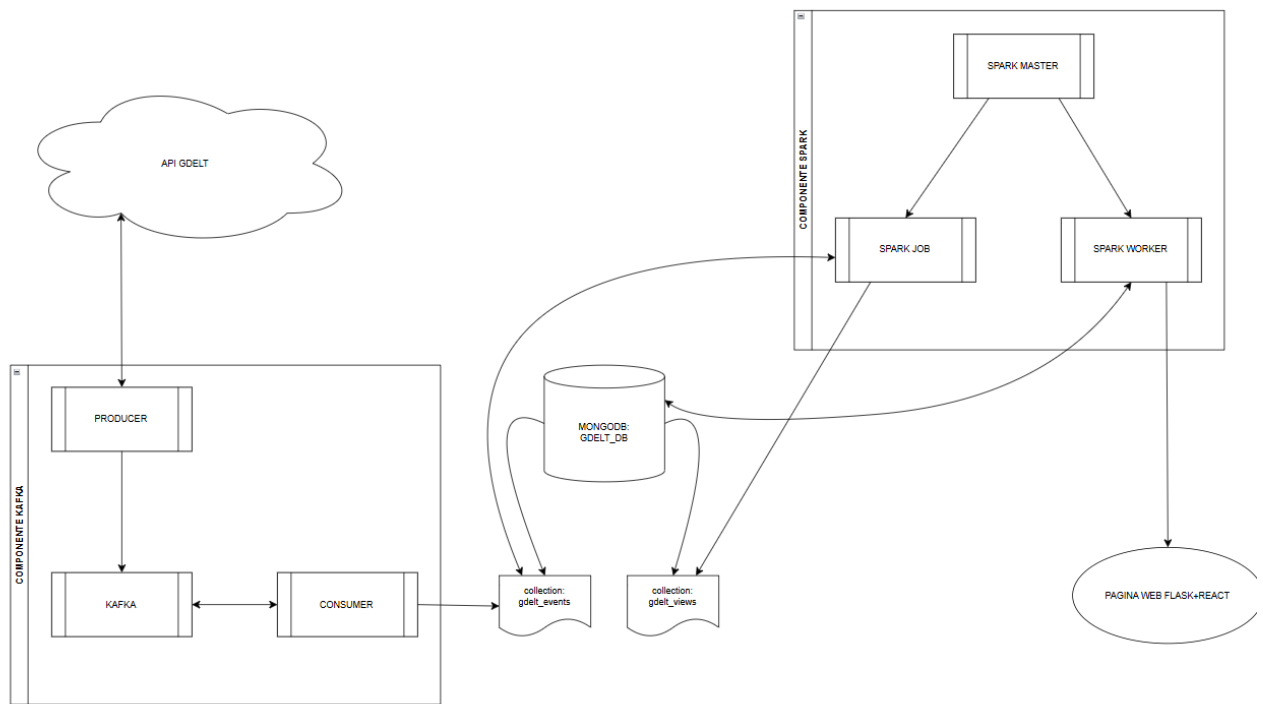 SPARK MASTER
COMPONENTE SPARK
API GDELT
SPARK JOB
SPARK WORKER
MONGODB:
GDELT_DB
PRODUCER
COMPONENTE KAFKA
KAFKA
CONSUMER
collection:
gdelt_events
collection:
gdelt_views
PAGINA WEB FLASK+REACT